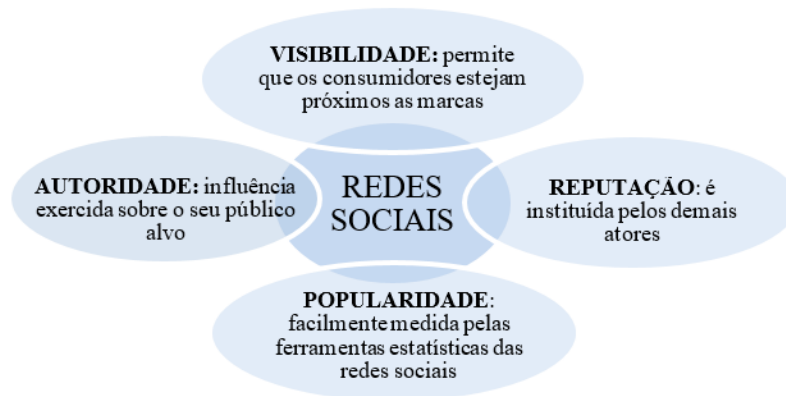 VISIBILIDADE: permite
que os consumidores estejam
próximos as marcas
AUTORIDADE: influência
exercida sobre o seu público
alvo
REDES
SOCIAIS
REPUTAÇÃO: é
instituída pelos demais
atores
POPULARIDADE:
facilmente medida pelas
ferramentas estatísticas das
redes sociais